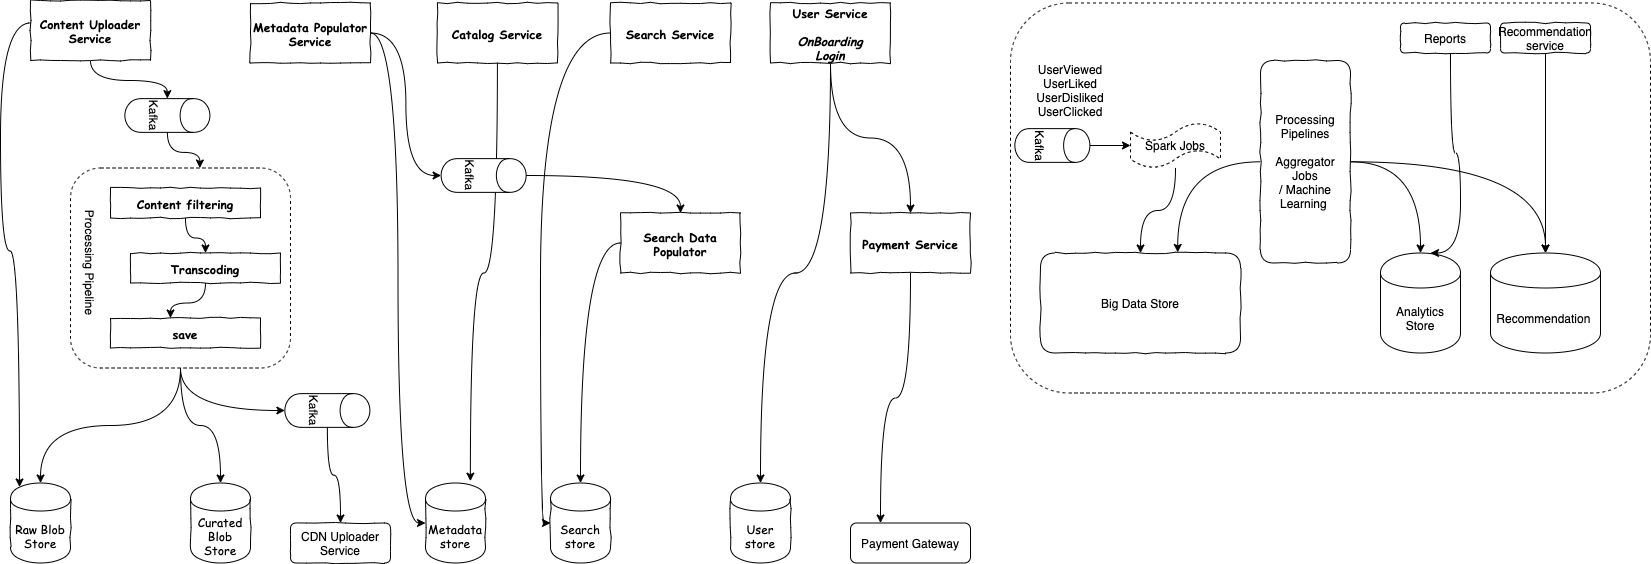 Content Uploader
Service
Metadata Populator
Service
Catalog Service
Search Service
User Service
OnBoarding
Login
Kafka
Processing Pipeline
Content filtering
Transcoding
save
Kafka
Search Data
Populator
Payment Service
Kafka
Raw Blob
Store
Curated
Blob
Store
CDN Uploader
Service
Metadata
store
Search
store
User
store
Payment Gateway
Reports
Recommendation
service
UserViewed
UserLiked
UserDisliked
UserClicked
Kafka
Spark Jobs
Processing
Pipelines
Aggregator
Jobs
/ Machine
Learning
Big Data Store
Analytics
Store
Recommendation